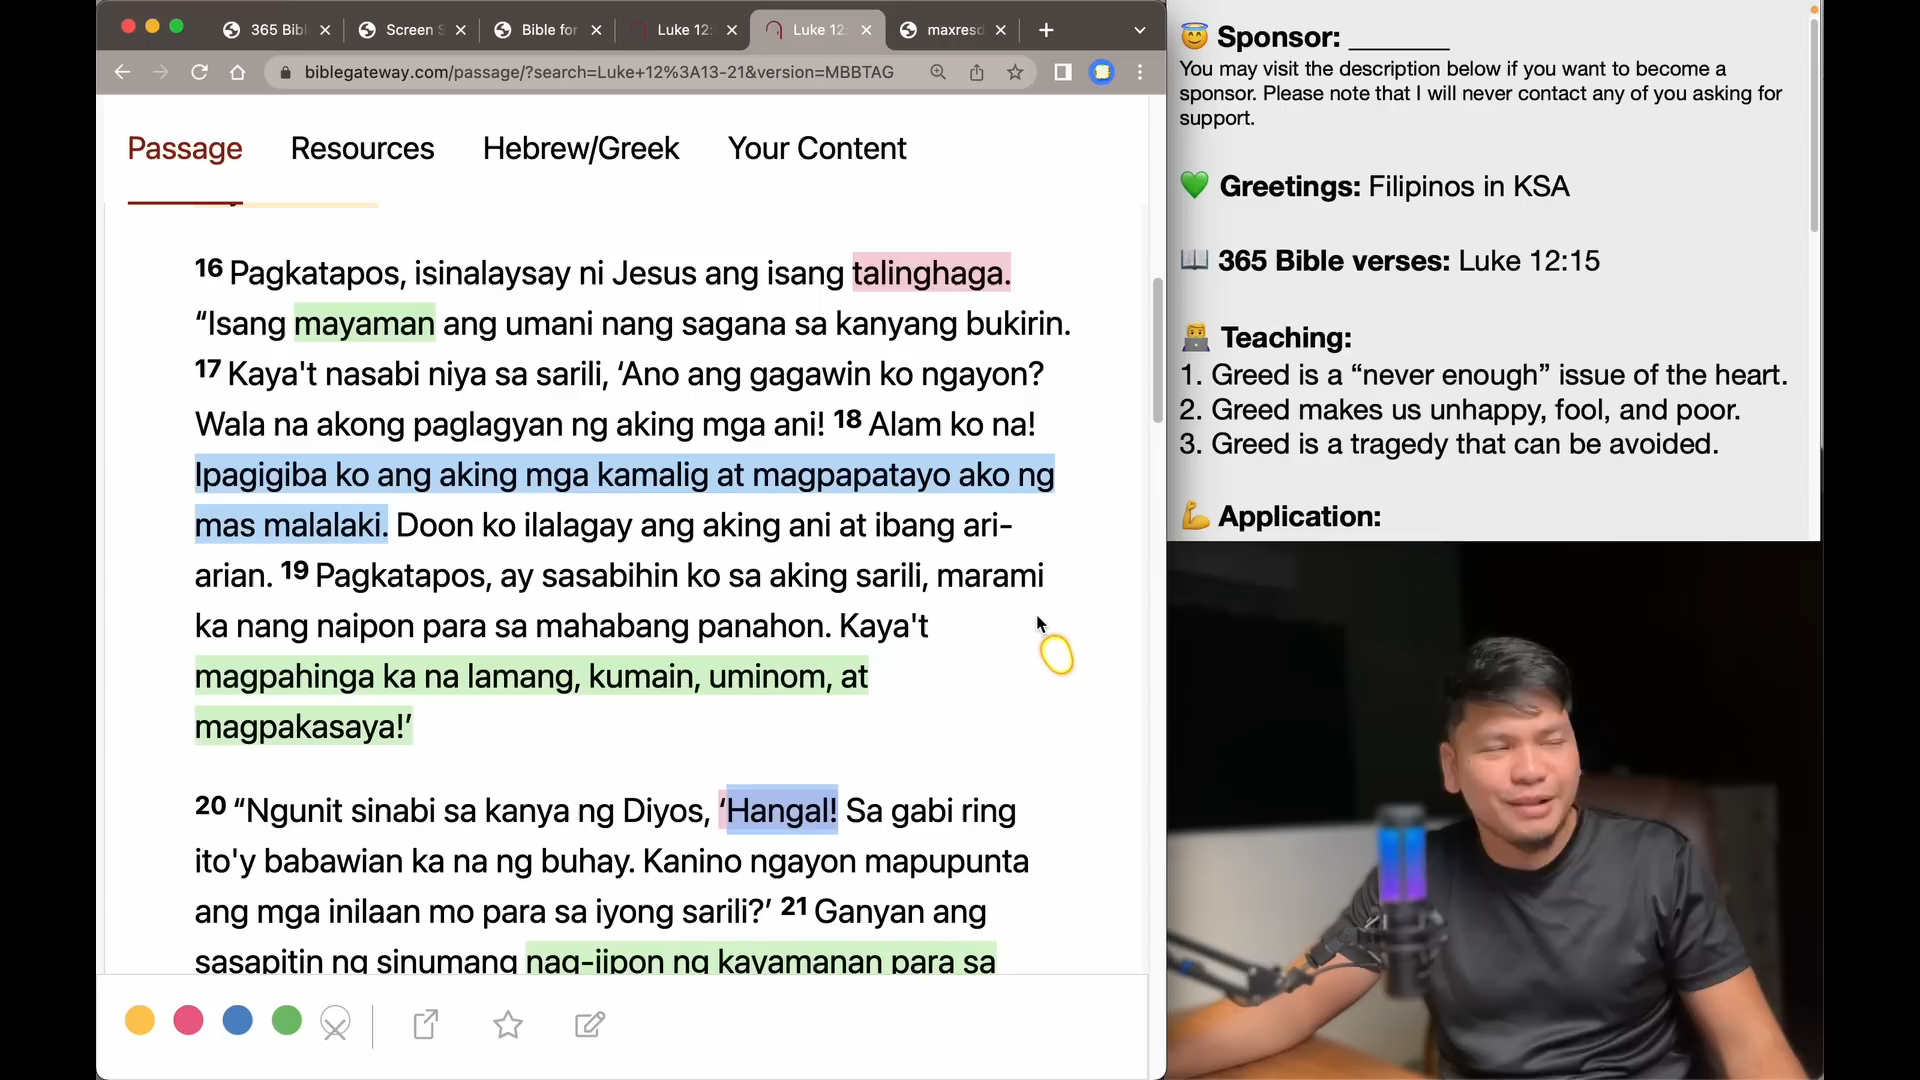 365 Bibl
Screen S
Bible for
Luke 12:
Luke 12:
maxresd
biblegateway.com/passage/?search=Luke+12%3A13-21&version=MBBTAG
Passage
Resources
Hebrew/Greek
Your Content
16 Pagkatapos, isinalaysay ni Jesus ang isang talinghaga.
“Isang mayaman ang umani nang sagana sa kanyang bukirin.
17 Kaya't nasabi niya sa sarili, ‘Ano ang gagawin ko ngayon?
Wala na akong paglagyan ng aking mga ani! 18 Alam ko na!
Ipagigiba ko ang aking mga kamalig at magpapatayo ako ng
mas malalaki. Doon ko ilalagay ang aking ani at ibang ari-
arian. 19 Pagkatapos, ay sasabihin ko sa aking sarili, marami
ka nang naipon para sa mahabang panahon. Kaya't
magpahinga ka na lamang, kumain, uminom, at
magpakasaya!’
20 “Ngunit sinabi sa kanya ng Diyos, ‘Hangal! Sa gabi ring
ito'y babawian ka na ng buhay. Kanino ngayon mapupunta
ang mga inilaan mo para sa iyong sarili?’ 21 Ganyan ang
sasapitin ng sinumang nag-iipon ng kayamanan para sa
Sponsor: _______
You may visit the description below if you want to become a
sponsor. Please note that I will never contact any of you asking for
support.
Greetings: Filipinos in KSA
365 Bible verses: Luke 12:15
Teaching:
1. Greed is a “never enough” issue of the heart.
2. Greed makes us unhappy, fool, and poor.
3. Greed is a tragedy that can be avoided.
Application: